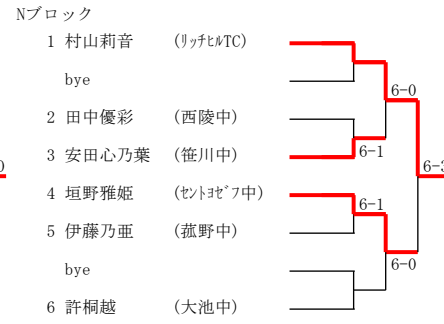 Nブロック
1 村山莉音 (リッチヒルTC)
bye
6-0
2 田中優彩 (西陵中)
3 安田心乃葉 (笹川中)
6-1
0
6-3
4 垣野雅姫 (セントヨゼフ中)
6-1
5 伊藤乃亜 (菰野中)
bye
6-0
6 許桐越 (大池中)